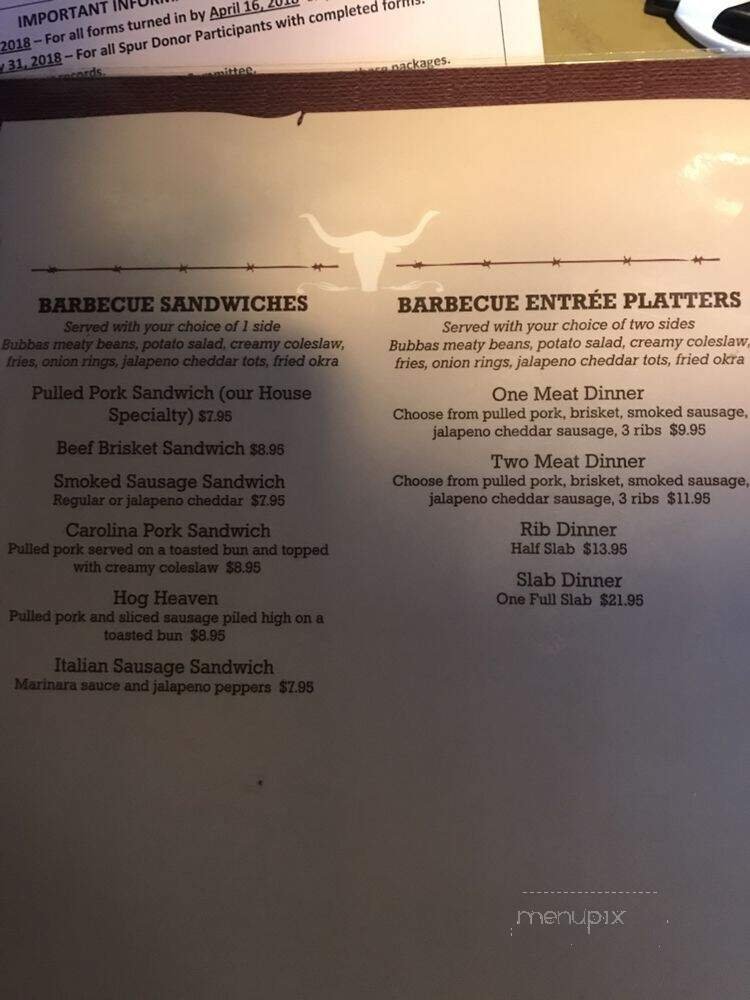 IMPORTANT
2018 – For all forms turned in by April 16, 2018
31, 2018 – For all Spur Donor Participants with completed forms.
packages.
BARBECUE SANDWICHES
Served with your choice of 1 side
Bubbas meaty beans, potato salad, creamy coleslaw,
fries, onion rings, jalapeno cheddar tots, fried okra
Pulled Pork Sandwich (our House
Specialty) $7.95
Beef Brisket Sandwich $8.95
Smoked Sausage Sandwich
Regular or jalapeno cheddar $7.95
Carolina Pork Sandwich
Pulled pork served on a toasted bun and topped
with creamy coleslaw $8.95
Hog Heaven
Pulled pork and sliced sausage piled high on a
toasted bun $8.95
Italian Sausage Sandwich
Marinara sauce and jalapeno peppers $7.95
BARBECUE ENTRÉE PLATTERS
Served with your choice of two sides
Bubbas meaty beans, potato salad, creamy coleslaw,
fries, onion rings, jalapeno cheddar tots, fried okra
One Meat Dinner
Choose from pulled pork, brisket, smoked sausage,
jalapeno cheddar sausage, 3 ribs $9.95
Two Meat Dinner
Choose from pulled pork, brisket, smoked sausage,
jalapeno cheddar sausage, 3 ribs $11.95
Rib Dinner
Half Slab $13.95
Slab Dinner
One Full Slab $21.95
menupix